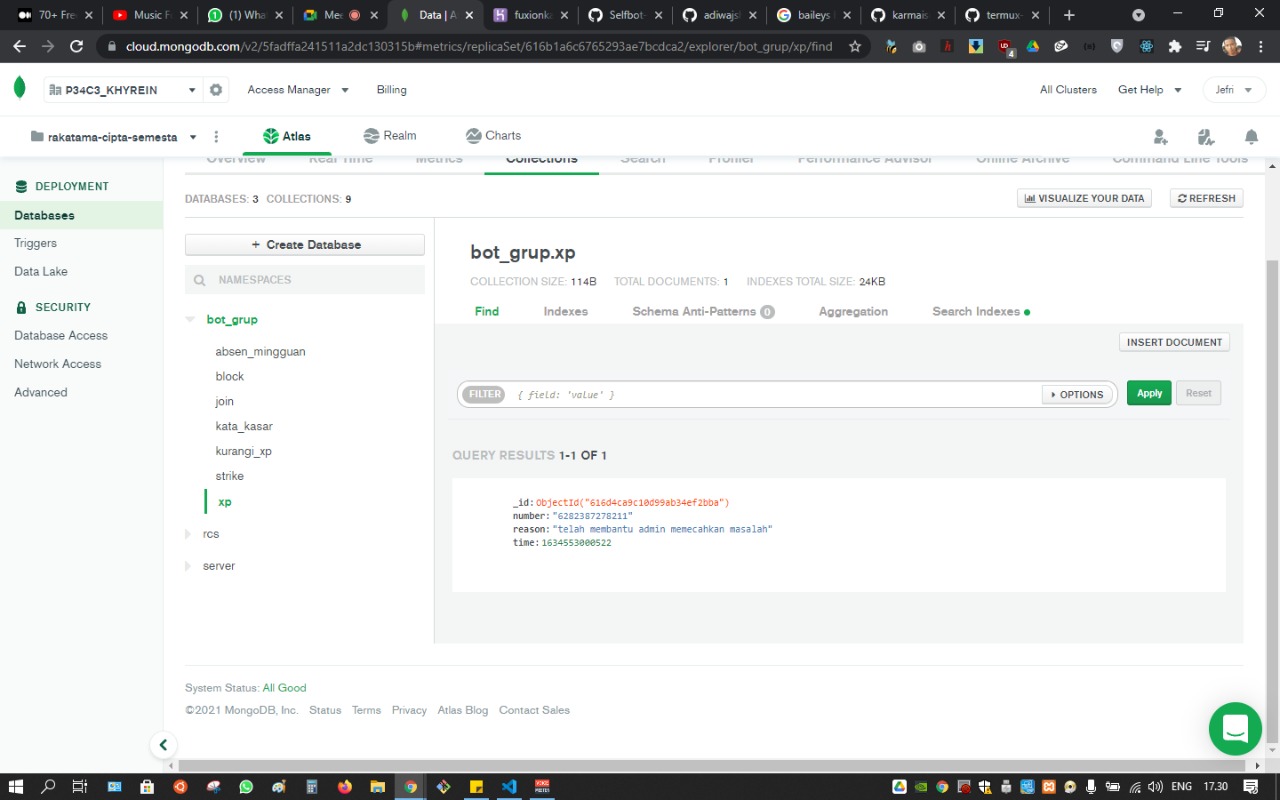 70+ Fre
Music F
(1) Wha
Mee
Data | A
fuxionka
Selfbot-
adiwajs
baileys
karmais
termux-
cloud.mongodb.com/v2/5fadffa241511a2dc130315b#metrics/replicaSet/616b1a6c6765293ae7bcdca2/explorer/bot_grup/xp/find
4
P34C3_KHYREIN
Access Manager
Billing
All Clusters
Get Help
Jefri
rakatama-cipta-semesta
Atlas
Realm
Charts
Overview
Real Time
Metrics
Collections
Search
Profiler
Performance Advisor
Online Archive
Command Line Tools
DEPLOYMENT
Databases
Triggers
Data Lake
SECURITY
Database Access
Network Access
Advanced
DATABASES: 3 COLLECTIONS: 9
VISUALIZE YOUR DATA
REFRESH
+ Create Database
NAMESPACES
bot_grup
absen_mingguan
block
join
kata_kasar
kurangi_xp
strike
xp
rcs
server
bot_grup.xp
COLLECTION SIZE: 114B TOTAL DOCUMENTS: 1 INDEXES TOTAL SIZE: 24KB
Find
Indexes
Schema Anti-Patterns 0
Aggregation
Search Indexes
INSERT DOCUMENT
FILTER { field: 'value' }
OPTIONS
Apply
Reset
QUERY RESULTS 1-1 OF 1
_id: ObjectId("616d4ca9c10d99ab34ef2bba")
number: "6282387278211"
reason: "telah membantu admin memecahkan masalah"
time: 1634553000522
System Status: All Good
©2021 MongoDB, Inc. Status Terms Privacy Atlas Blog Contact Sales
ENG 17.30